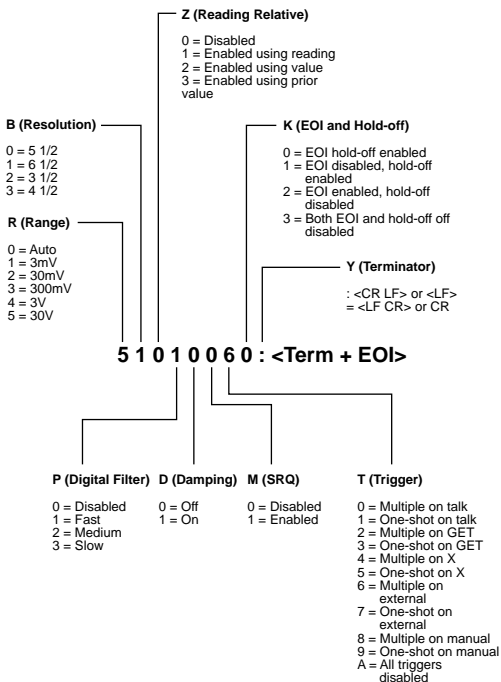 Z (Reading Relative)
0 = Disabled
1 = Enabled using reading
2 = Enabled using value
3 = Enabled using prior
value
B (Resolution)
0 = 5 1/2
1 = 6 1/2
2 = 3 1/2
3 = 4 1/2
K (EOI and Hold-off)
0 = EOI hold-off enabled
1 = EOI disabled, hold-off
enabled
2 = EOI enabled, hold-off
disabled
3 = Both EOI and hold-off off
disabled
R (Range)
0 = Auto
1 = 3mV
2 = 30mV
3 = 300mV
4 = 3V
5 = 30V
Y (Terminator)
: <CR LF> or <LF>
= <LF CR> or CR
5 1 0 1 0 0 6 0 : <Term + EOI>
P (Digital Filter)
0 = Disabled
1 = Fast
2 = Medium
3 = Slow
D (Damping)
0 = Off
1 = On
M (SRQ)
0 = Disabled
1 = Enabled
T (Trigger)
0 = Multiple on talk
1 = One-shot on talk
2 = Multiple on GET
3 = One-shot on GET
4 = Multiple on X
5 = One-shot on X
6 = Multiple on
external
7 = One-shot on
external
8 = Multiple on manual
9 = One-shot on manual
A = All triggers
disabled